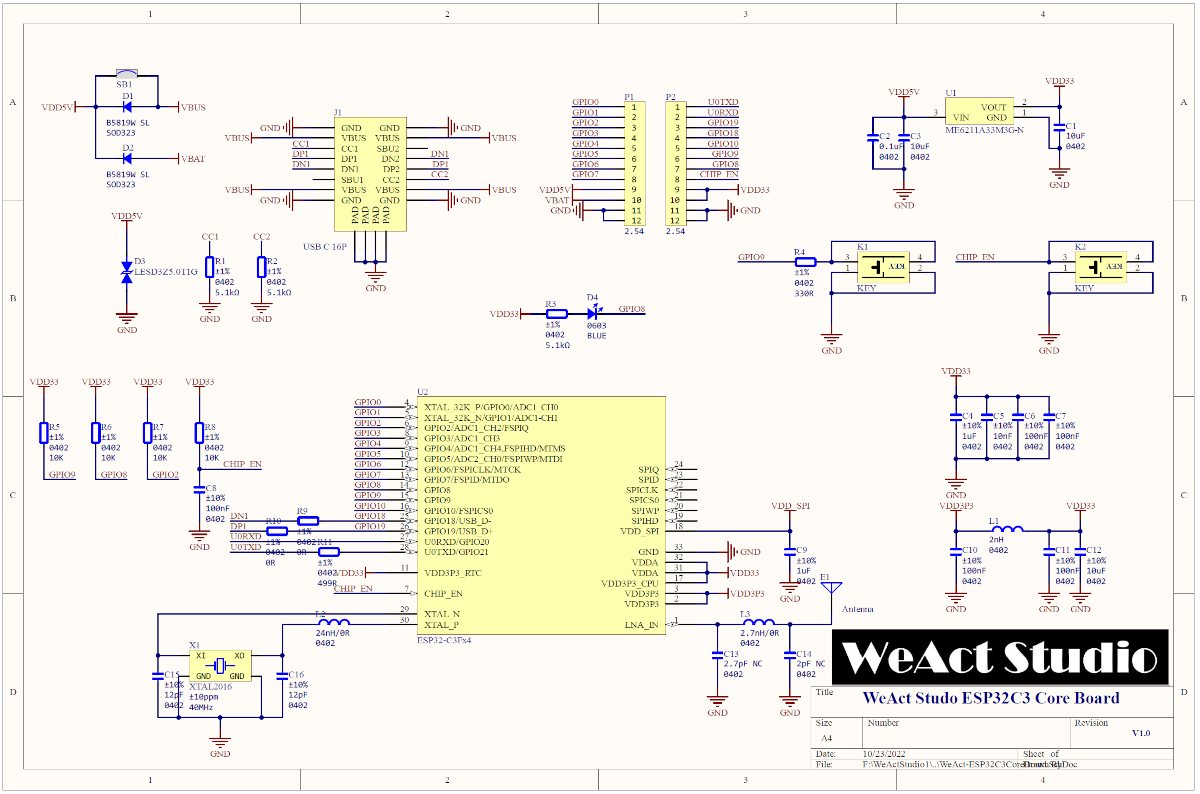 1
2
3
4
A
A
SB1
D1
VDD5V
VBUS
B5819W SL
SOD323
D2
VBAT
B5819W SL
SOD323
J1
GND
GND
GND
GND
VBUS
VBUS
VBUS
VBUS
CC1
CC1
SBU2
DP1
DP1
DN2
DN1
DN1
DN1
DP2
DP1
SBU1
CC2
CC2
VBUS
VBUS
VBUS
VBUS
GND
GND
GND
GND
PAD
PAD
PAD
PAD
USB C 16P
GND
P1
P2
GPIO0
1
1
U0TXD
GPIO1
2
2
U0RXD
GPIO2
3
3
GPIO19
GPIO3
4
4
GPIO18
GPIO4
5
5
GPIO10
GPIO5
6
6
GPIO9
GPIO6
7
7
GPIO8
GPIO7
8
8
CHIP_EN
VDD5V
9
9
VDD33
VBAT
10
10
GND
11
11
GND
12
12
2.54
2.54
VDD5V
U1
VDD33
3
VIN
VOUT
2
GND
1
ME6211A33M3G-N
C2
0.1uF
0402
C3
10uF
0402
C1
10uF
0402
GND
GND
B
B
VDD5V
D3
LESD3Z5.0T1G
GND
CC1
R1
±1%
0402
5.1kΩ
GND
CC2
R2
±1%
0402
5.1kΩ
GND
VDD33
R3
±1%
0402
5.1kΩ
D4
0603
BLUE
GPIO8
GPIO9
R4
±1%
0402
330R
K1
3
4
1
2
KEY
KEY
GND
CHIP_EN
K2
3
4
1
2
KEY
KEY
GND
C
C
VDD33
VDD33
VDD33
VDD33
R5
±1%
0402
10K
GPIO9
R6
±1%
0402
10K
GPIO8
R7
±1%
0402
10K
GPIO2
R8
±1%
0402
10K
CHIP_EN
C8
±10%
100nF
0402
GND
U2
GPIO0
4
XTAL_32K_P/GPIO0/ADC1_CH0
GPIO1
5
XTAL_32K_N/GPIO1/ADC1-CH1
GPIO2
6
GPIO2/ADC1_CH2/FSPIQ
GPIO3
8
GPIO3/ADC1_CH3
GPIO4
9
GPIO4/ADC1_CH4,FSPIHD/MTMS
GPIO5
10
GPIO5/ADC2_CH0/FSPIWP/MTDI
GPIO6
12
GPIO6/FSPICLK/MTCK
GPIO7
13
GPIO7/FSPID/MTDO
GPIO8
14
GPIO8
GPIO9
15
GPIO9
GPIO10
16
GPIO10/FSPICS0
DN1
R9
GPIO18
25
GPIO18/USB_D-
DP1
R10
GPIO19
26
GPIO19/USB_D+
U0RXD
27
U0RXD/GPIO20
U0TXD
R11
28
U0TXD/GPIO21
±1%
0402
0R
±1%
0402
0R
±1%
0402
499R
VDD33
11
VDD3P3_RTC
CHIP_EN
7
CHIP_EN
29
XTAL_N
30
XTAL_P
ESP32-C3Fx4
SPIQ
24
SPID
23
SPICLK
22
SPICS0
21
SPIWP
20
SPIHD
19
VDD_SPI
18
GND
33
GND
VDDA
32
VDDA
31
VDD33
VDD3P3_CPU
17
VDD3P3
3
VDD3P3
VDD3P3
2
LNA_IN
1
VDD_SPI
C9
±10%
1uF
0402
GND
E1
Antenna
L3
2.7nH/0R
0402
C13
2.7pF NC
0402
GND
C14
2pF NC
0402
GND
VDD33
C4
±10%
1uF
0402
C5
±10%
10nF
0402
C6
±10%
100nF
0402
C7
±10%
100nF
0402
GND
VDD3P3
L1
2nH
0402
VDD33
C10
±10%
100nF
0402
GND
C11
±10%
100nF
0402
GND
C12
±10%
10uF
0402
GND
D
D
L2
24nH/0R
0402
X1
XI
XO
GND
GND
XTAL2016
±10ppm
40MHz
C15
±10%
12pF
0402
C16
±10%
12pF
0402
GND
WeAct Studio
Title
WeAct Studo ESP32C3 Core Board
Size
Number
Revision
A4
V1.0
Date:
10/23/2022
Sheet of
File:
F:\WeActStudio1\..\WeAct-ESP32C3Core
1
2
3
4